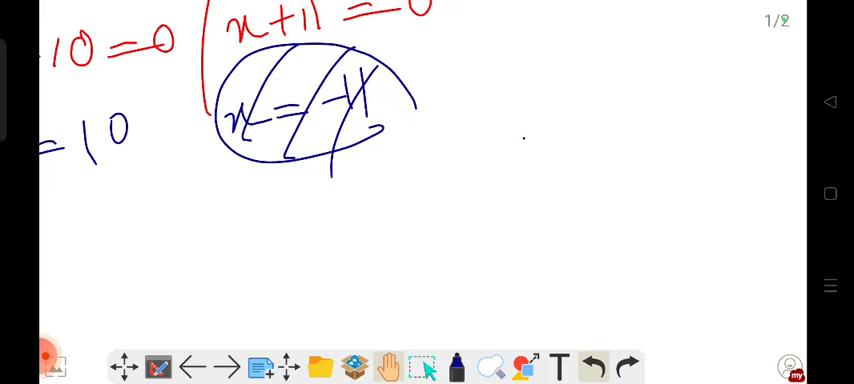 10 = 0 | x + 11 = 0
= 10 x = -11
1/2
T
my